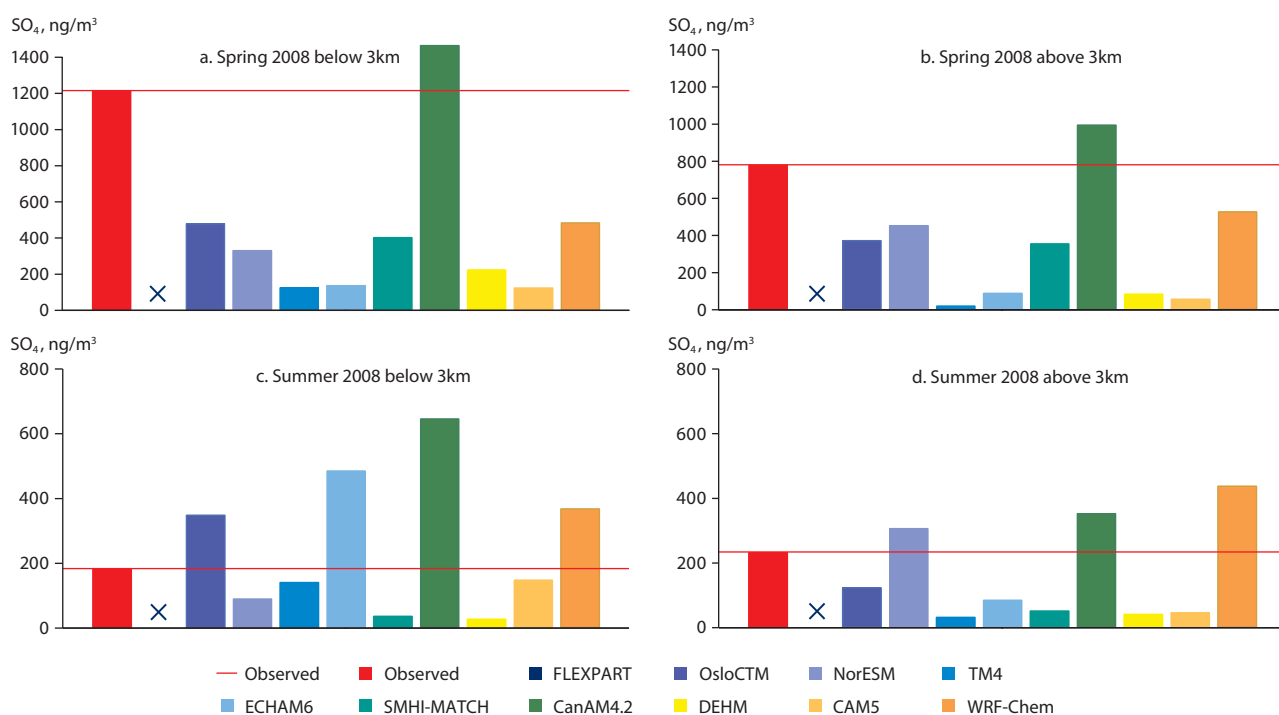 SO₄, ng/m³
a. Spring 2008 below 3km
1400
1200
1000
800
600
400
200
0
SO₄, ng/m³
b. Spring 2008 above 3km
1400
1200
1000
800
600
400
200
0
SO₄, ng/m³
c. Summer 2008 below 3km
800
600
400
200
0
SO₄, ng/m³
d. Summer 2008 above 3km
800
600
400
200
0
Observed Observed FLEXPART OsloCTM NorESM TM4
ECHAM6 SMHI-MATCH CanAM4.2 DEHM CAM5 WRF-Chem